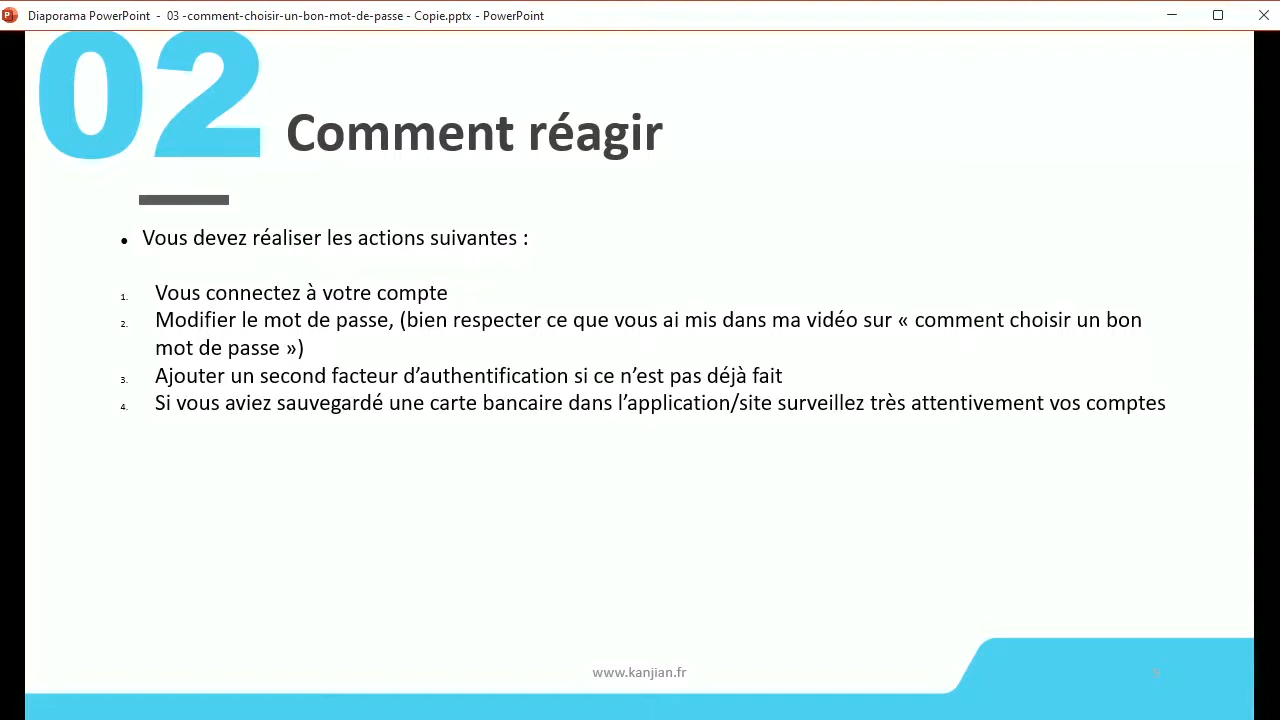 Diaporama PowerPoint - 03 -comment-choisir-un-bon-mot-de-passe - Copie.pptx - PowerPoint
02
Comment réagir
• Vous devez réaliser les actions suivantes :
1. Vous connectez à votre compte
2. Modifier le mot de passe, (bien respecter ce que vous ai mis dans ma vidéo sur « comment choisir un bon
mot de passe »)
3. Ajouter un second facteur d’authentification si ce n’est pas déjà fait
4. Si vous aviez sauvegardé une carte bancaire dans l’application/site surveillez très attentivement vos comptes
www.kanjian.fr